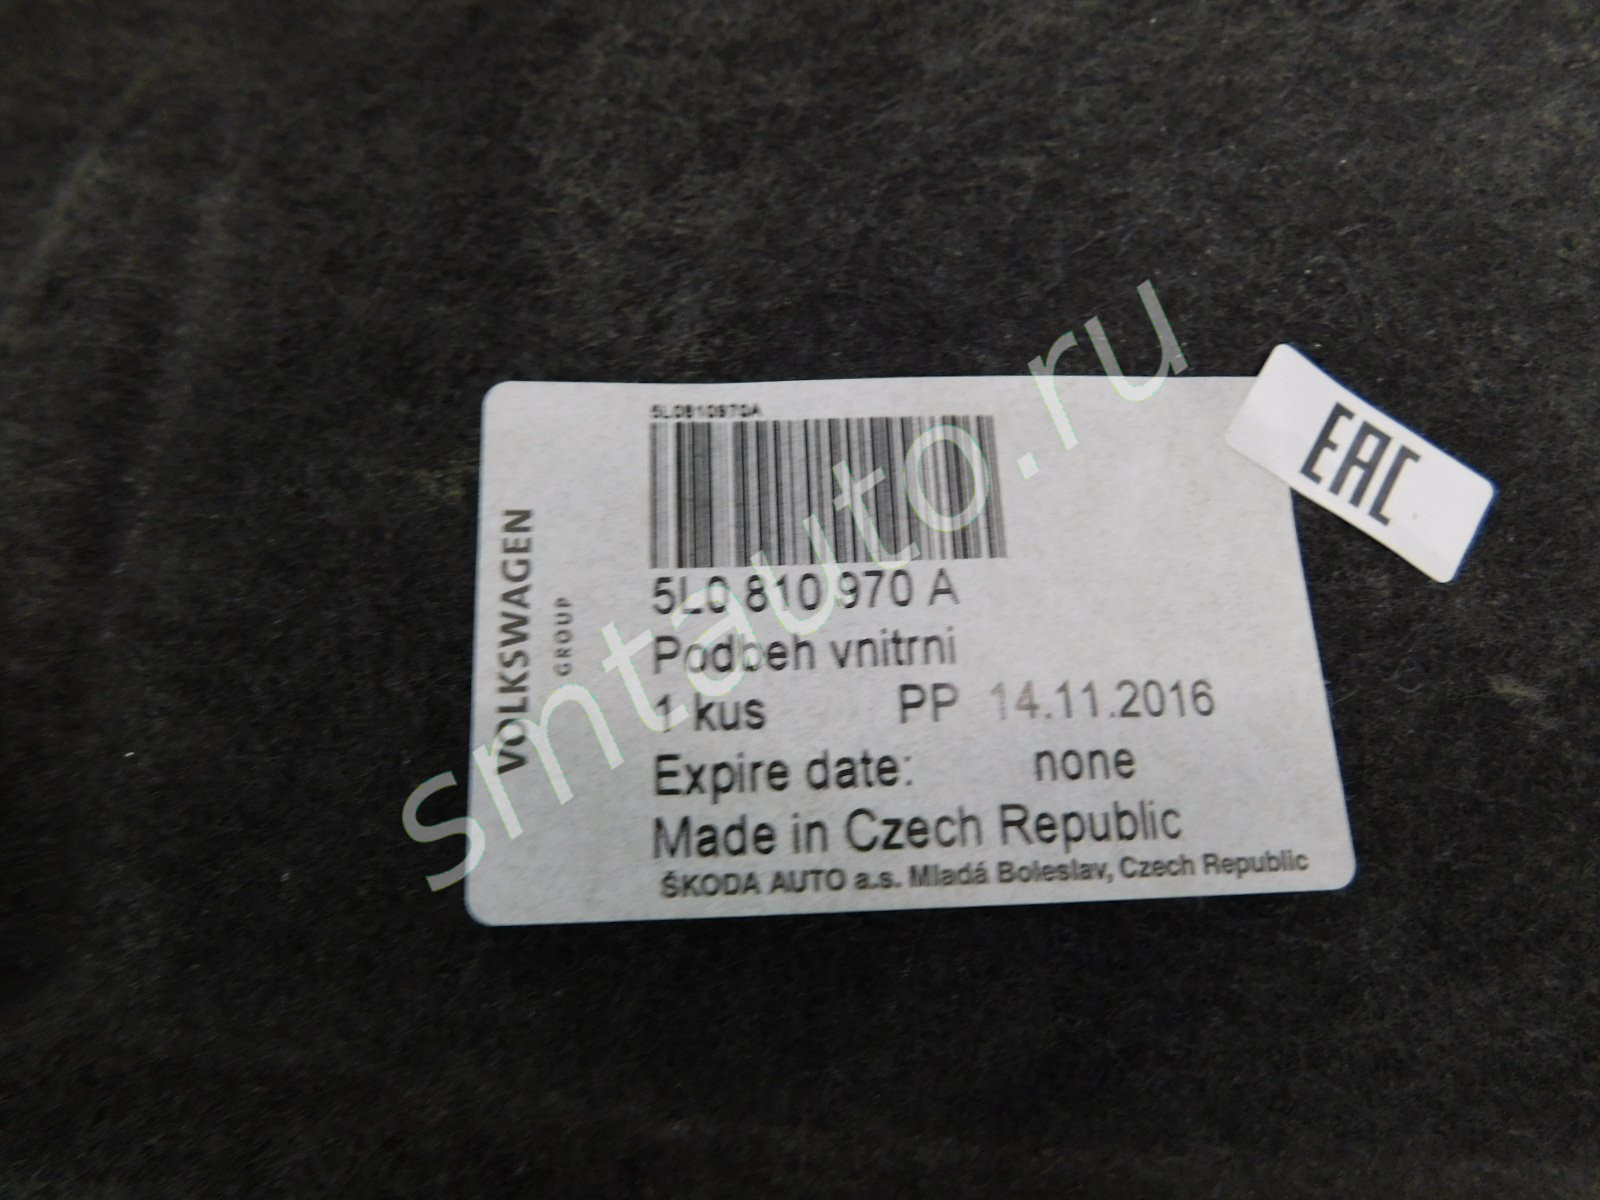 5L0810970A
EAC
VOLKSWAGEN
GROUP
5L0 810 970 A
Podbeh vnitrni
1 kus PP 14.11.2016
Expire date: none
Made in Czech Republic
ŠKODA AUTO a.s. Mladá Boleslav, Czech Republic
smtauto.ru